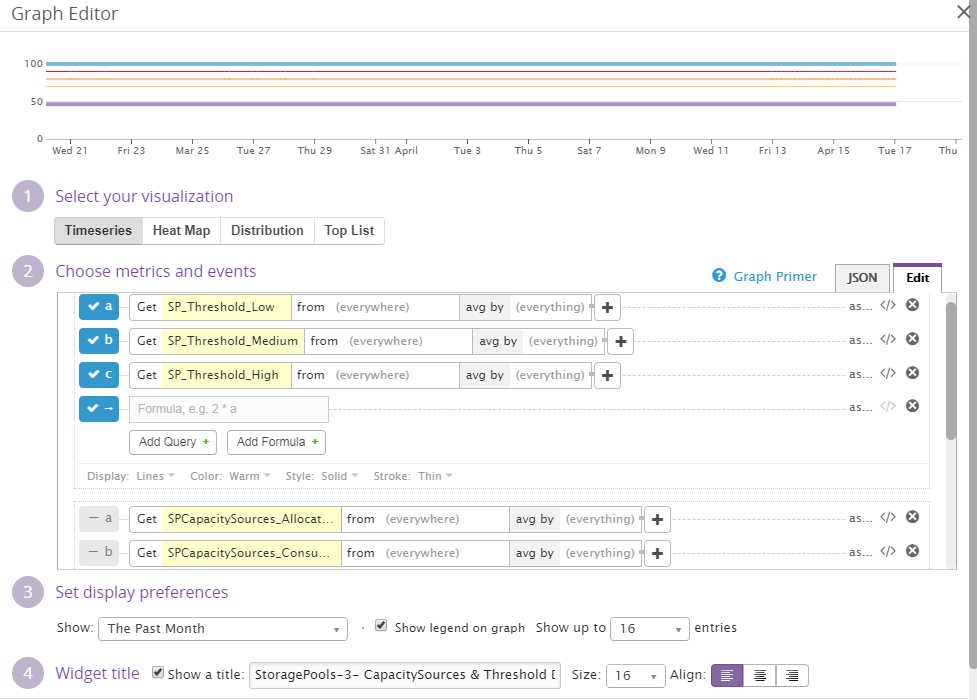 Graph Editor
100
50
0
Wed 21 Fri 23 Mar 25 Tue 27 Thu 29 Sat 31 April Tue 3 Thu 5 Sat 7 Mon 9 Wed 11 Fri 13 Apr 15 Tue 17 Thu
1 Select your visualization
Timeseries Heat Map Distribution Top List
2 Choose metrics and events
? Graph Primer JSON Edit
a Get SP_Threshold_Low from (everywhere) avg by (everything) + as... </>
b Get SP_Threshold_Medium from (everywhere) avg by (everything) + as... </>
c Get SP_Threshold_High from (everywhere) avg by (everything) + as... </>
→ Formula, e.g. 2 * a as... </>
Add Query + Add Formula +
Display: Lines Color: Warm Style: Solid Stroke: Thin
— a Get SPCapacitySources_Allocat... from (everywhere) avg by (everything) + as... </>
— b Get SPCapacitySources_Consu... from (everywhere) avg by (everything) + as... </>
3 Set display preferences
Show: The Past Month - Show legend on graph Show up to 16 entries
4 Widget title Show a title: StoragePools-3- CapacitySources & Threshold Size: 16 Align: